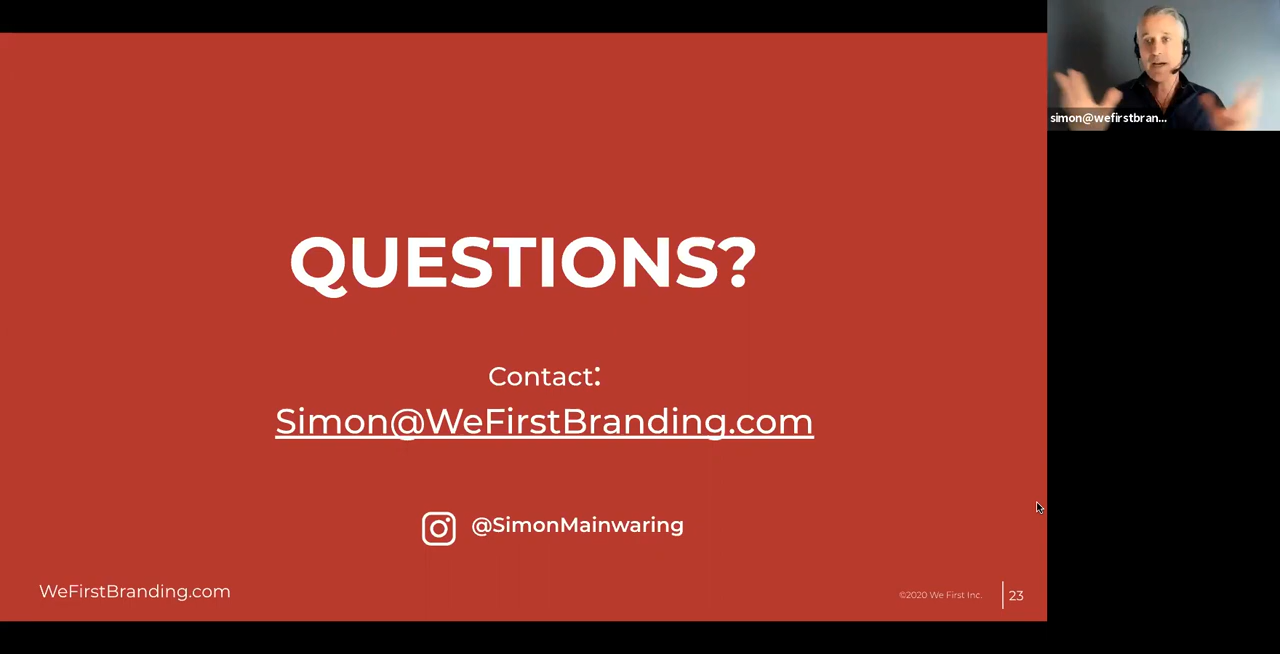 simon@wefirstbran...
QUESTIONS?
Contact:
Simon@WeFirstBranding.com
@SimonMainwaring
WeFirstBranding.com
©2020 We First Inc.
23